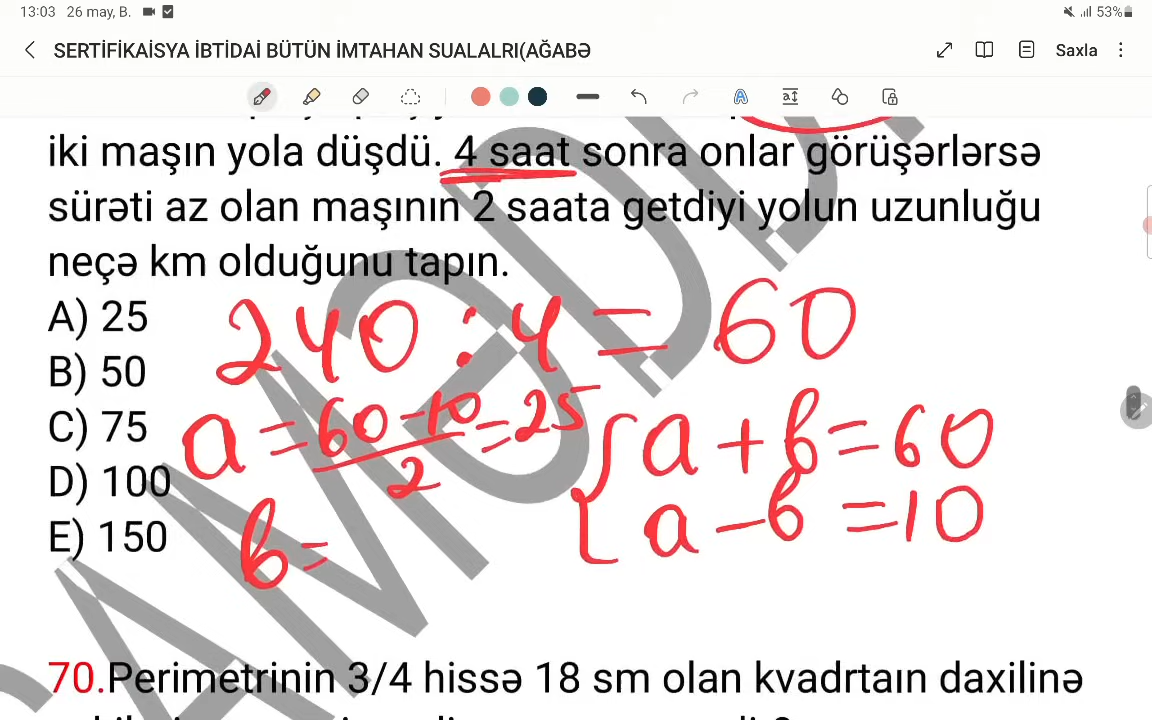 13:03 26 may, B. 53%
SERTİFİKAİSYA İBTİDAİ BÜTÜN İMTAHAN SUALALRI(AĞABƏ
Saxla
iki maşın yola düşdü. 4 saat sonra onlar görüşərlərsə
sürəti az olan maşının 2 saata getdiyi yolun uzunluğu
neçə km olduğunu tapın.
A) 25
240 : 4 = 60
B) 50
C) 75
a = 60-10/2 = 25
a + b = 60
D) 100
a - b = 10
E) 150
b =
70.Perimetrinin 3/4 hissə 18 sm olan kvadrtaın daxilinə